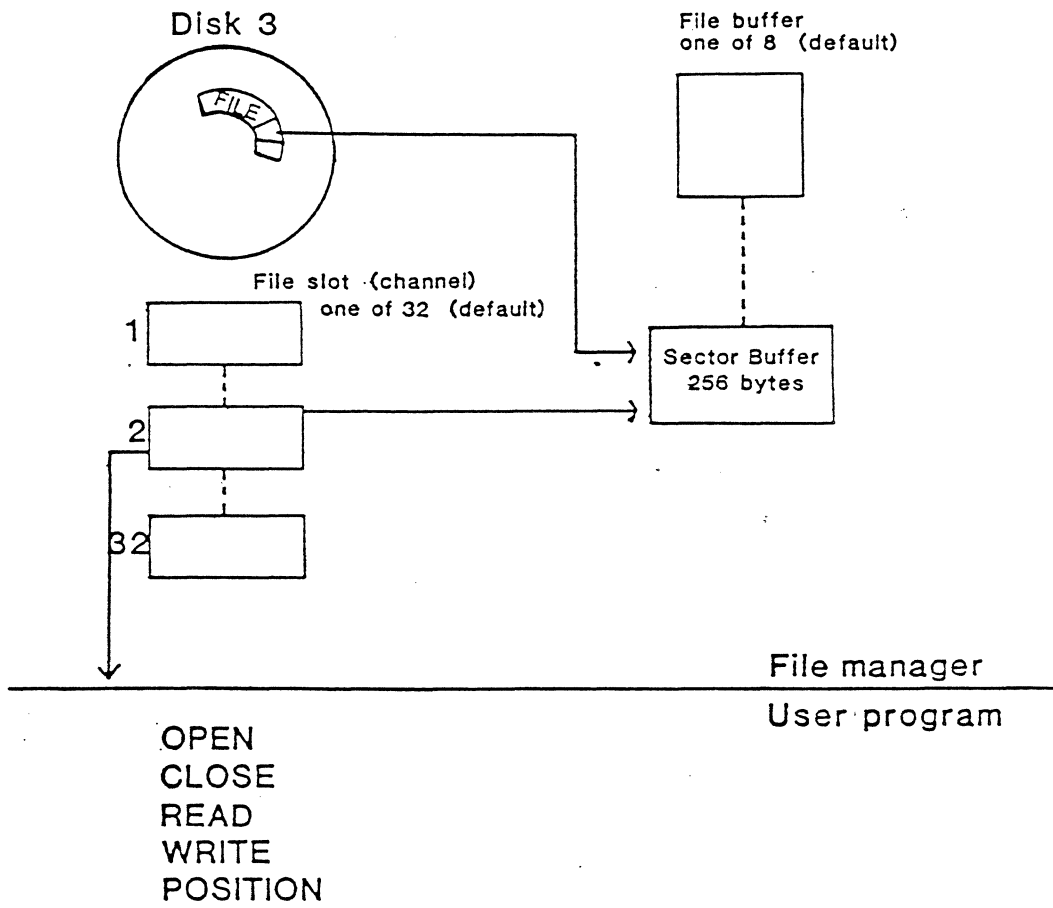 Disk 3
File buffer
one of 8 (default)
FILE
File slot (channel)
one of 32 (default)
1
Sector Buffer
256 bytes
2
32
File manager
User program
OPEN
CLOSE
READ
WRITE
POSITION